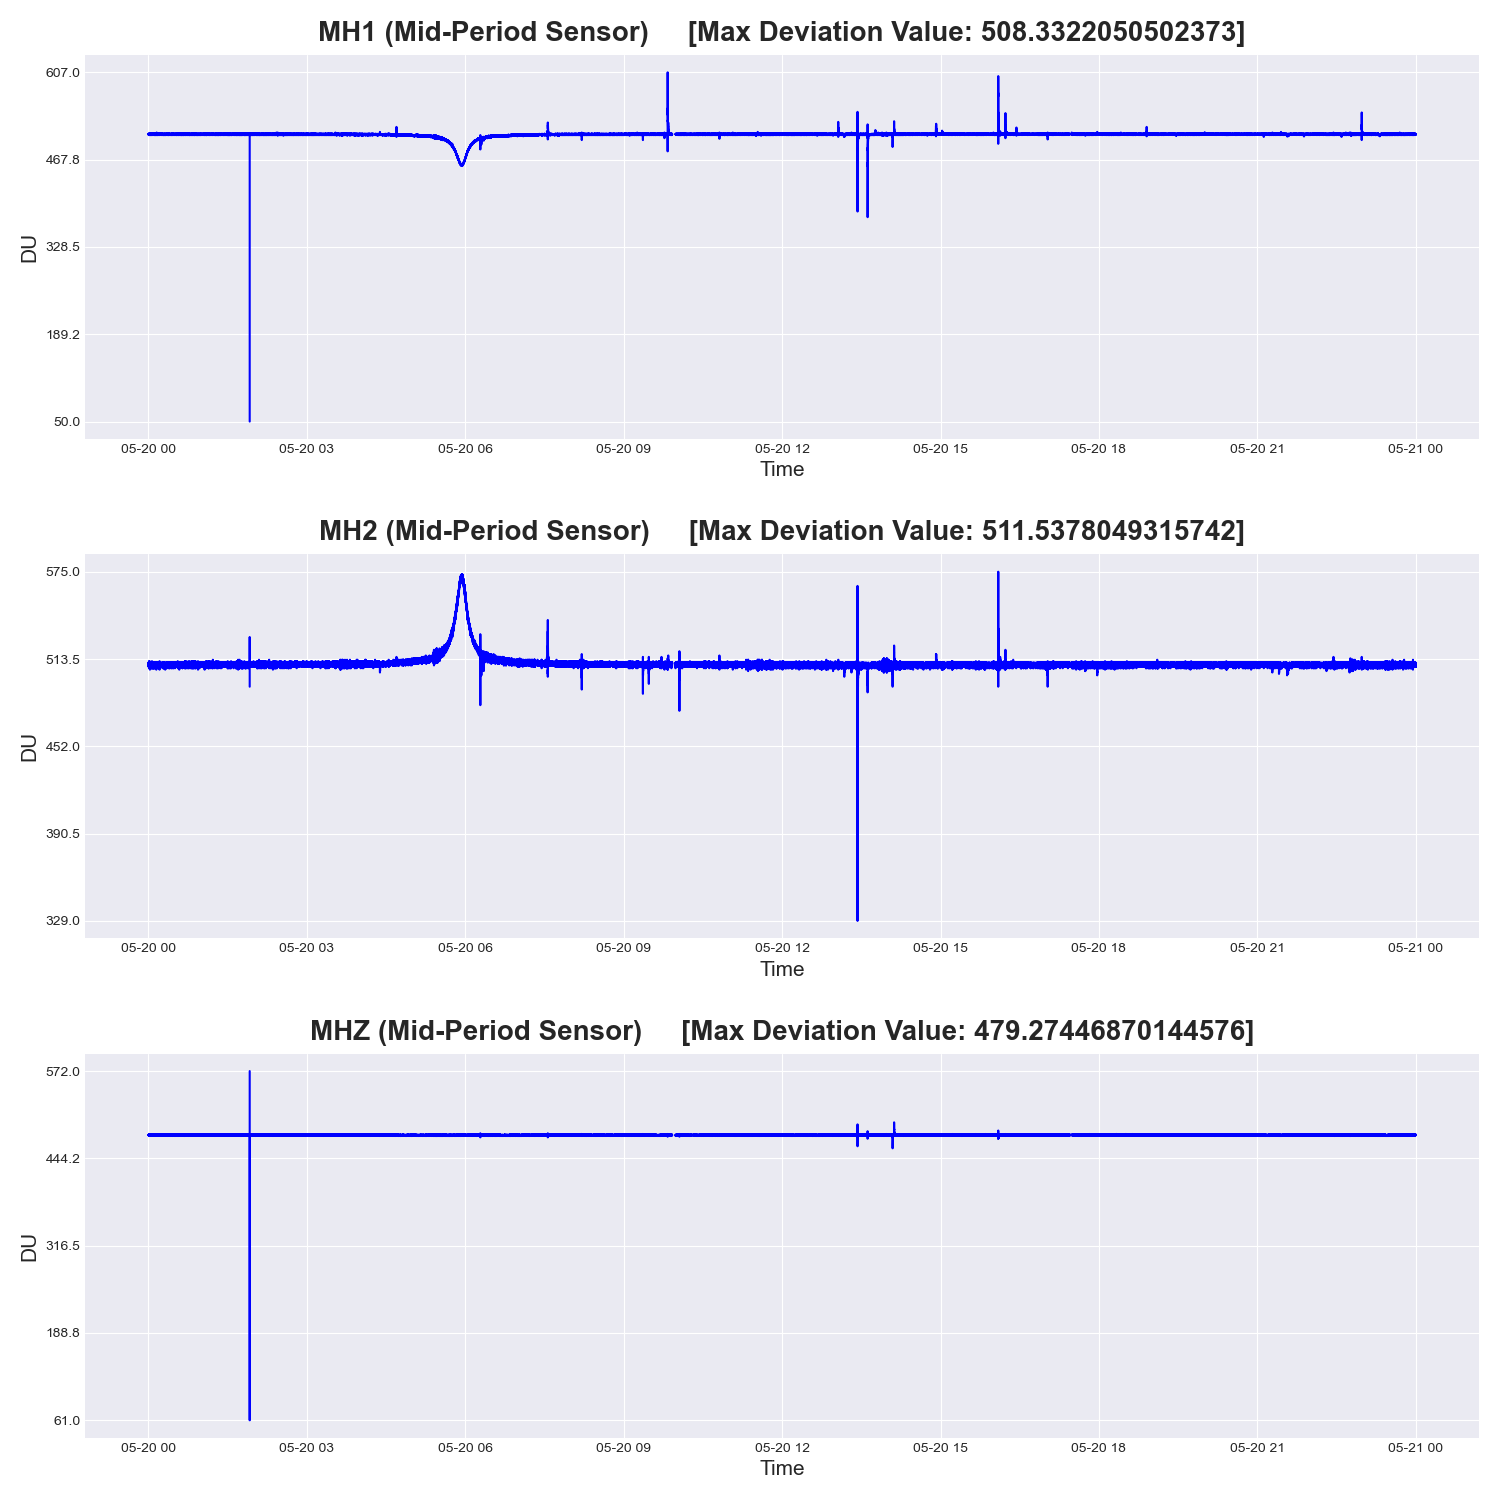 MH1 (Mid-Period Sensor) [Max Deviation Value: 508.3322050502373]
607.0
467.8
328.5
189.2
50.0
DU
05-20 00 05-20 03 05-20 06 05-20 09 05-20 12 05-20 15 05-20 18 05-20 21 05-21 00
Time
MH2 (Mid-Period Sensor) [Max Deviation Value: 511.5378049315742]
575.0
513.5
452.0
390.5
329.0
DU
05-20 00 05-20 03 05-20 06 05-20 09 05-20 12 05-20 15 05-20 18 05-20 21 05-21 00
Time
MHZ (Mid-Period Sensor) [Max Deviation Value: 479.27446870144576]
572.0
444.2
316.5
188.8
61.0
DU
05-20 00 05-20 03 05-20 06 05-20 09 05-20 12 05-20 15 05-20 18 05-20 21 05-21 00
Time